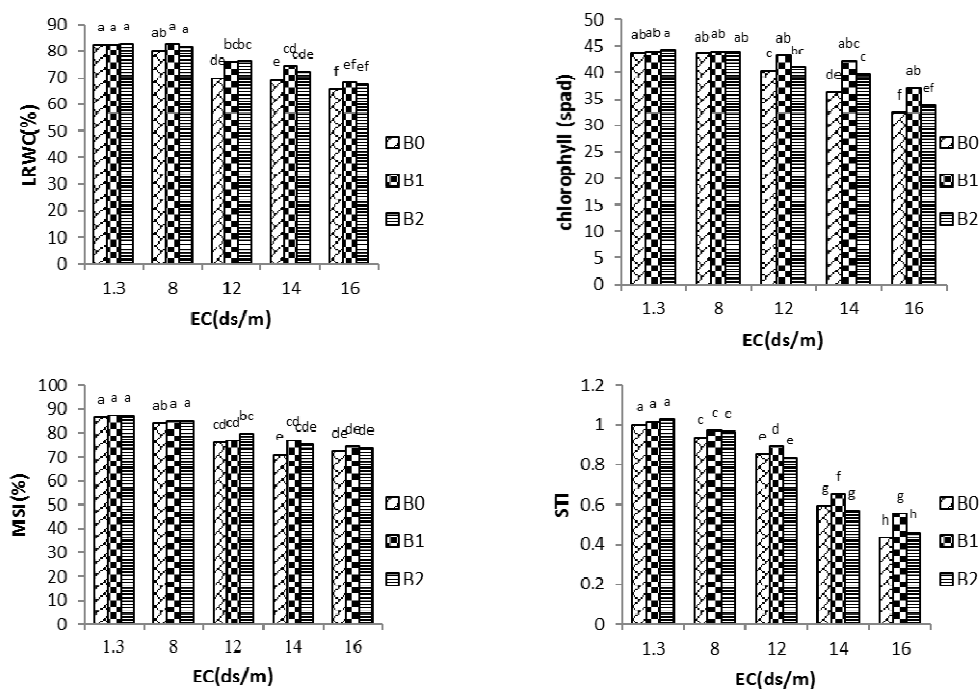 90
80
70
60
50
40
30
20
10
0
LRWC(%)
a a a
ab a a
de bc bc
e cd cde
f ef ef
1.3 8 12 14 16
EC(ds/m)
B0
B1
B2
50
45
40
35
30
25
20
15
10
5
0
chlorophyll (spad)
ab ab a
ab ab ab
c ab bc
de abc c
f ab ef
1.3 8 12 14 16
EC(ds/m)
B0
B1
B2
100
90
80
70
60
50
40
30
20
10
0
MSI(%)
a a a
ab a a
cd cd bc
e cd cde
de de de
1.3 8 12 14 16
EC(ds/m)
B0
B1
B2
1.2
1
0.8
0.6
0.4
0.2
0
STI
a a a
c c c
e d e
g f g
h g h
1.3 8 12 14 16
EC(ds/m)
B0
B1
B2